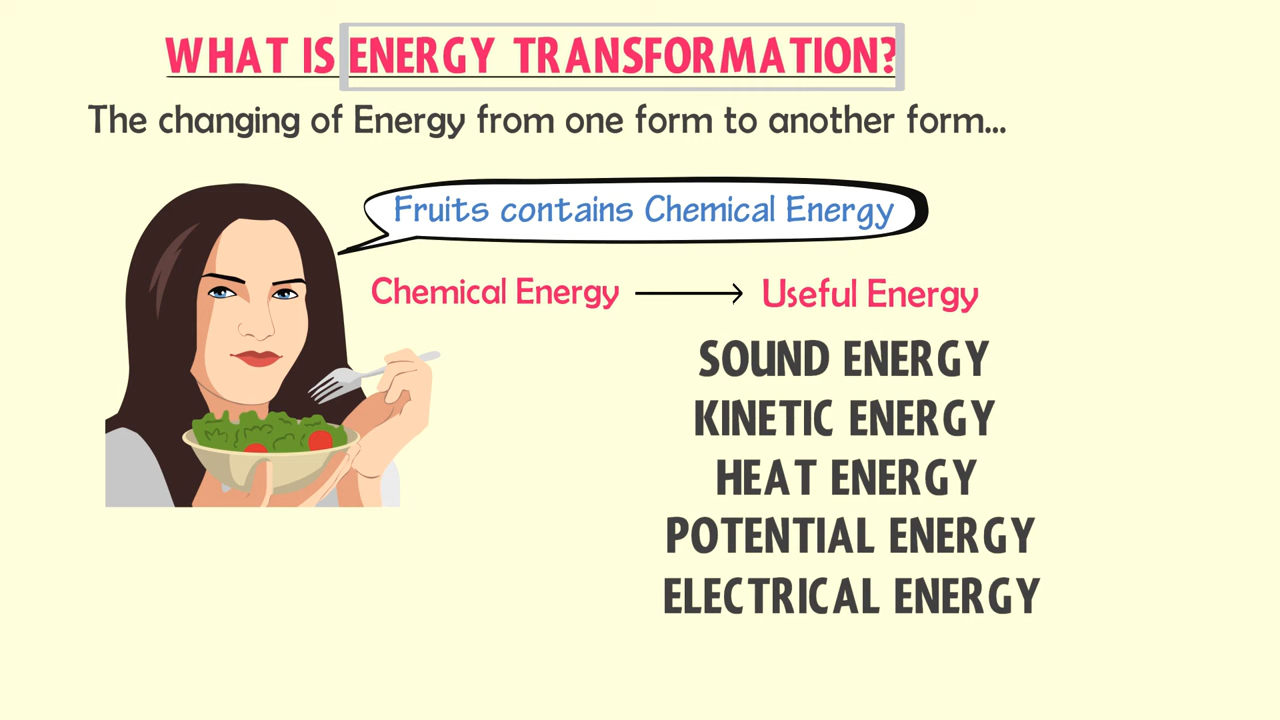 WHAT IS ENERGY TRANSFORMATION?
The changing of Energy from one form to another form...
Fruits contains Chemical Energy
Chemical Energy → Useful Energy
SOUND ENERGY
KINETIC ENERGY
HEAT ENERGY
POTENTIAL ENERGY
ELECTRICAL ENERGY